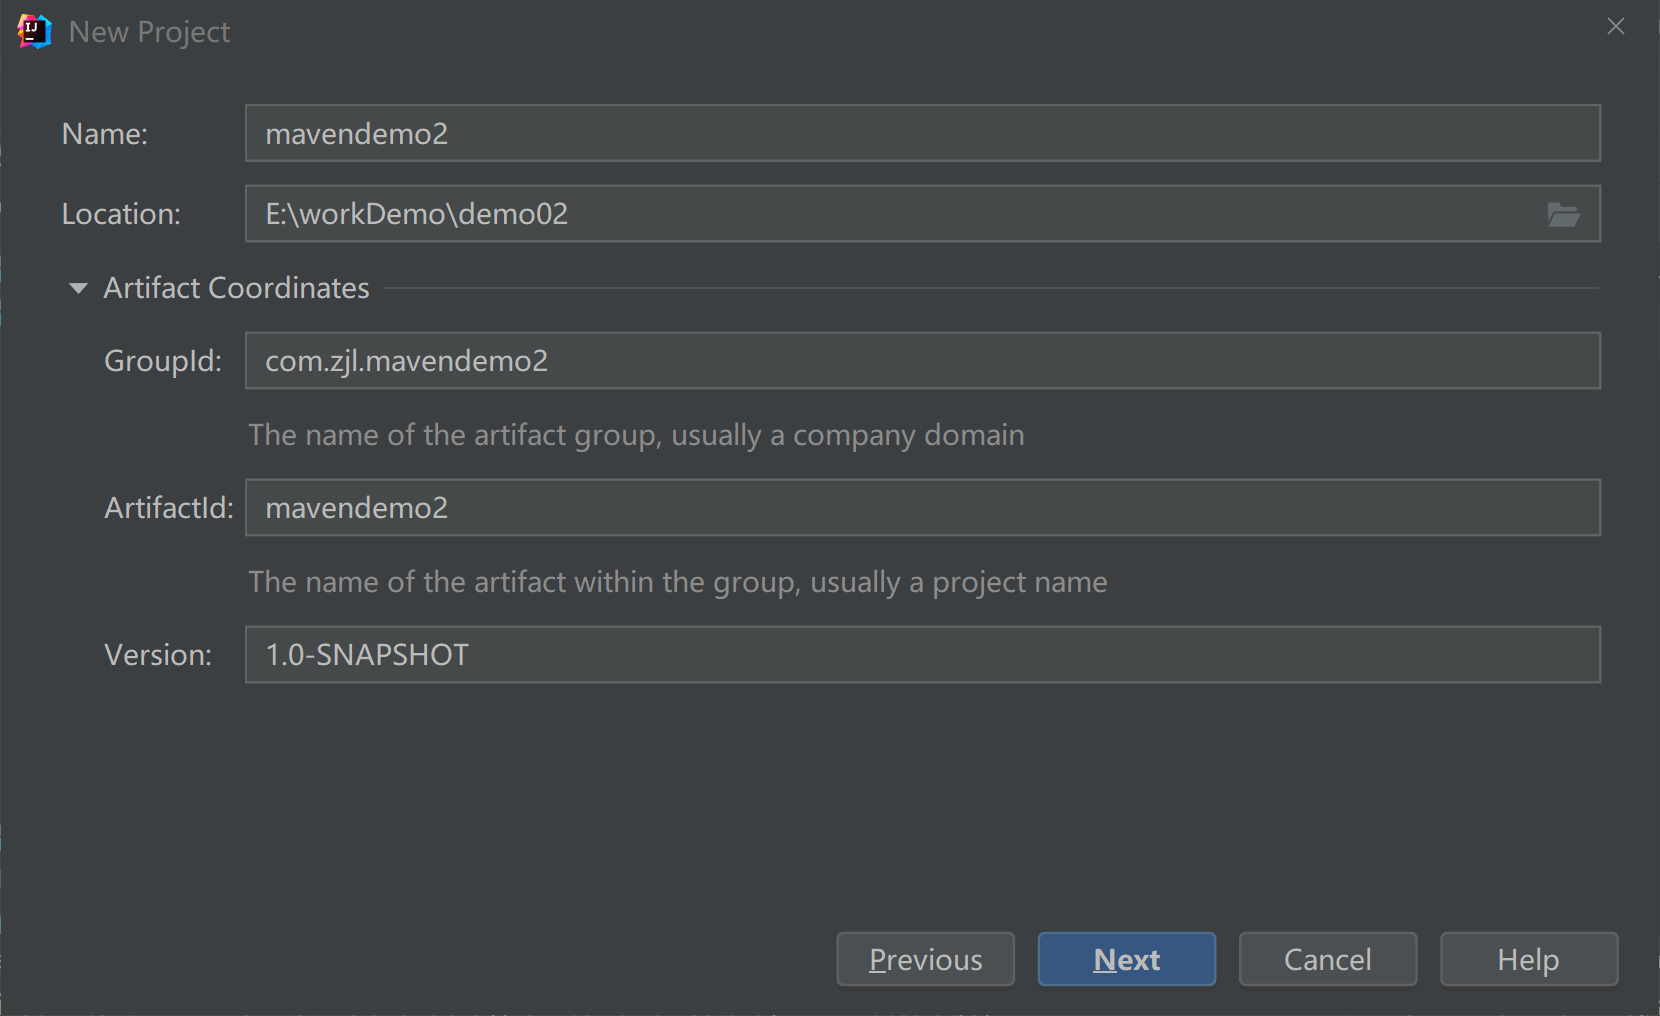 IJ
New Project
Name: mavendemo2
Location: E:\workDemo\demo02
Artifact Coordinates
GroupId: com.zjl.mavendemo2
The name of the artifact group, usually a company domain
ArtifactId: mavendemo2
The name of the artifact within the group, usually a project name
Version: 1.0-SNAPSHOT
Previous Next Cancel Help